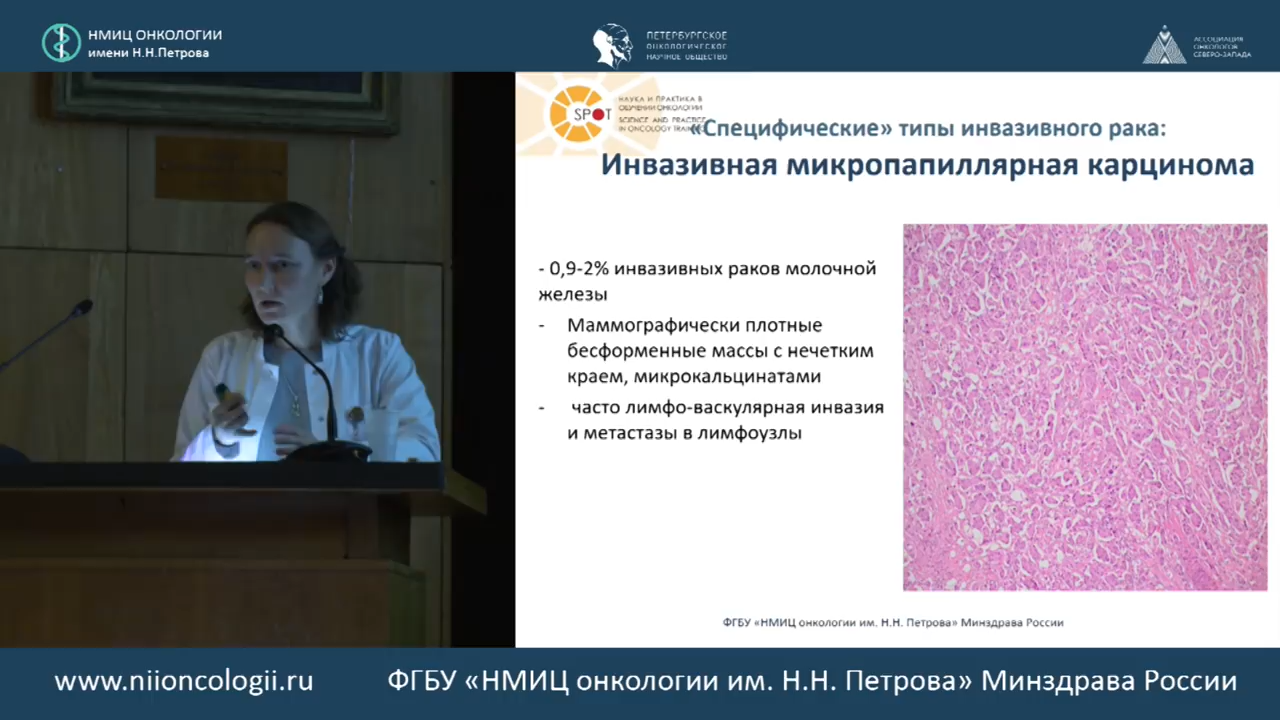 НМИЦ ОНКОЛОГИИ
имени Н.Н.Петрова
ПЕТЕРБУРГСКОЕ
ОНКОЛОГИЧЕСКОЕ
НАУЧНОЕ ОБЩЕСТВО
АССОЦИАЦИЯ
ОНКОЛОГОВ
СЕВЕРО-ЗАПАДА
SPOT
НАУКА И ПРАКТИКА В
ОБУЧЕНИИ ОНКОЛОГИИ
SCIENCE AND PRACTICE
IN ONCOLOGY
«Специфические» типы инвазивного рака:
Инвазивная микропапиллярная карцинома
- 0,9-2% инвазивных раков молочной
железы
- Маммографически плотные
бесформенные массы с нечетким
краем, микрокальцинатами
- часто лимфо-васкулярная инвазия
и метастазы в лимфоузлы
ФГБУ «НМИЦ онкологии им. Н.Н. Петрова» Минздрава России
www.niioncologii.ru
ФГБУ «НМИЦ онкологии им. Н.Н. Петрова» Минздрава России